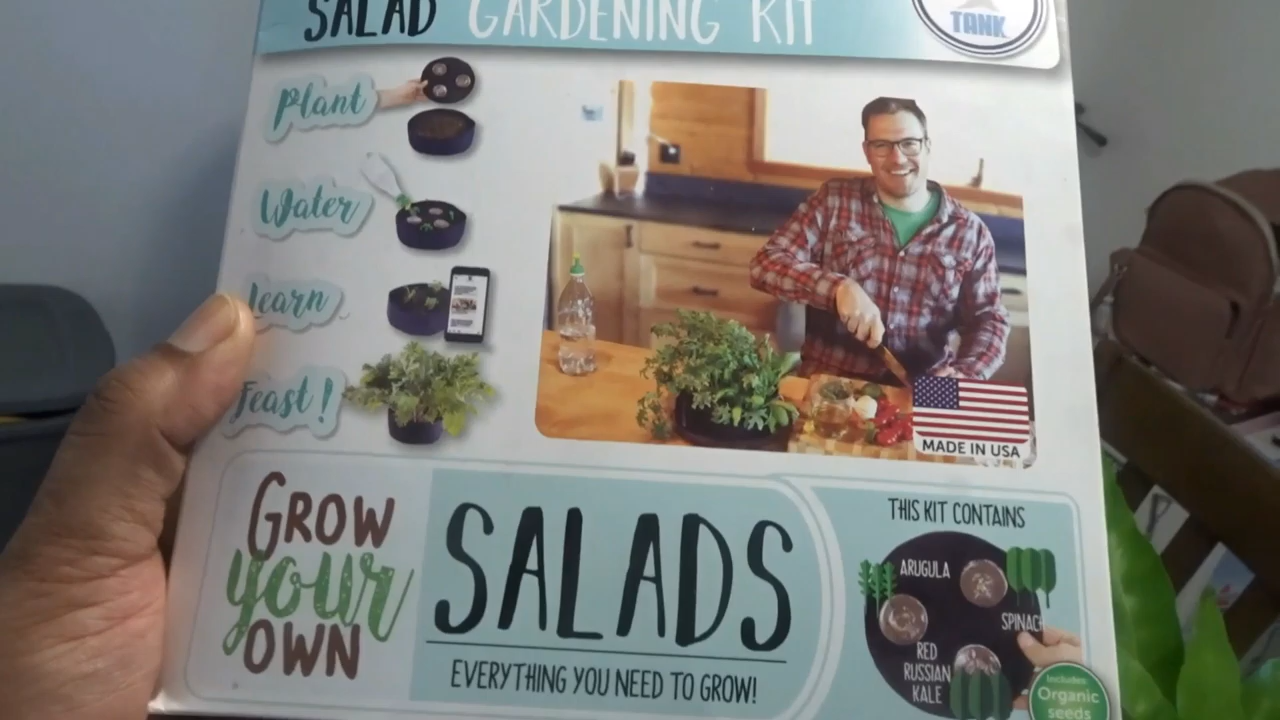 SALAD GARDENING KIT
TANK
Plant
Water
Learn
Feast!
MADE IN USA
GROW
your
OWN
SALADS
EVERYTHING YOU NEED TO GROW!
THIS KIT CONTAINS
ARUGULA
SPINACH
RED
RUSSIAN
KALE
Includes:
Organic
seeds